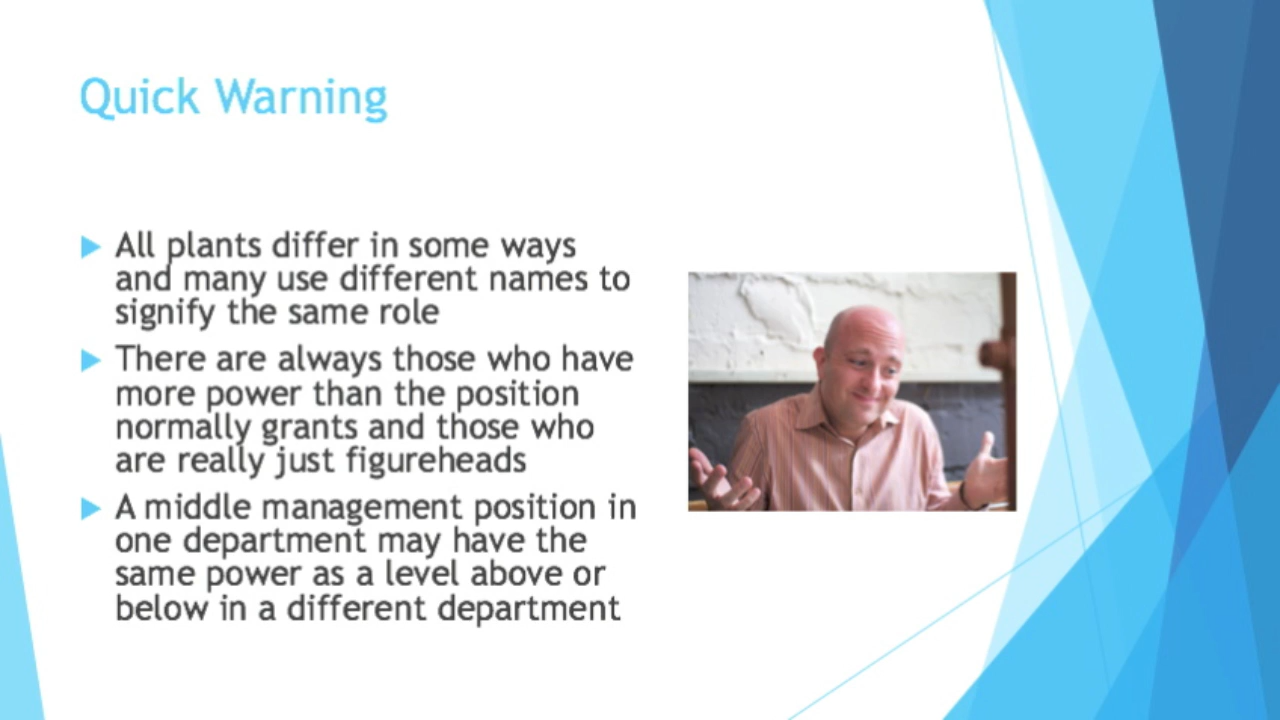 Quick Warning
All plants differ in some ways
and many use different names to
signify the same role
There are always those who have
more power than the position
normally grants and those who
are really just figureheads
A middle management position in
one department may have the
same power as a level above or
below in a different department